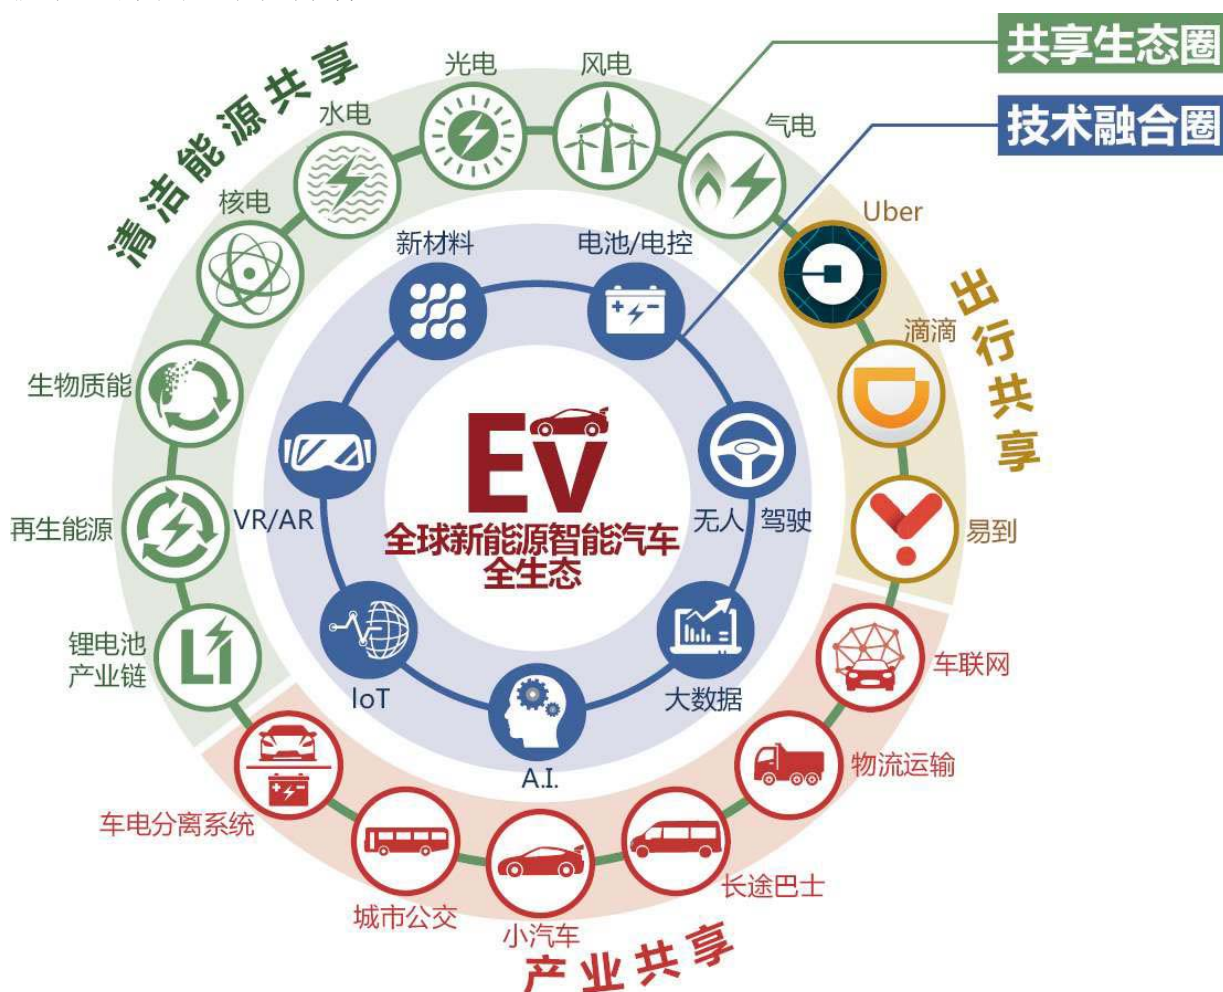 共享生态圈
技术融合圈
清洁能源共享
光电
风电
水电
气电
核电
生物质能
再生能源
锂电池
产业链
Li
出行共享
Uber
滴滴
易到
产业共享
车联网
物流运输
长途巴士
小汽车
城市公交
车电分离系统
新材料
电池/电控
无人驾驶
大数据
A.I.
IoT
VR/AR
EV
全球新能源智能汽车
全生态